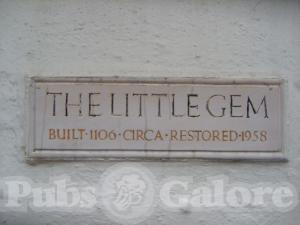 THE LITTLE GEM
BUILT·1106·CIRCA·RESTORED·1958
Pubs Galore